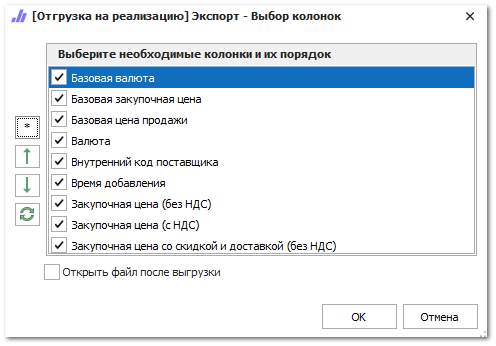 [Отгрузка на реализацию] Экспорт - Выбор колонок
Выберите необходимые колонки и их порядок
Базовая валюта
Базовая закупочная цена
Базовая цена продажи
Валюта
Внутренний код поставщика
Время добавления
Закупочная цена (без НДС)
Закупочная цена (с НДС)
Закупочная цена со скидкой и доставкой (без НДС)
*
Открыть файл после выгрузки
ОК
Отмена